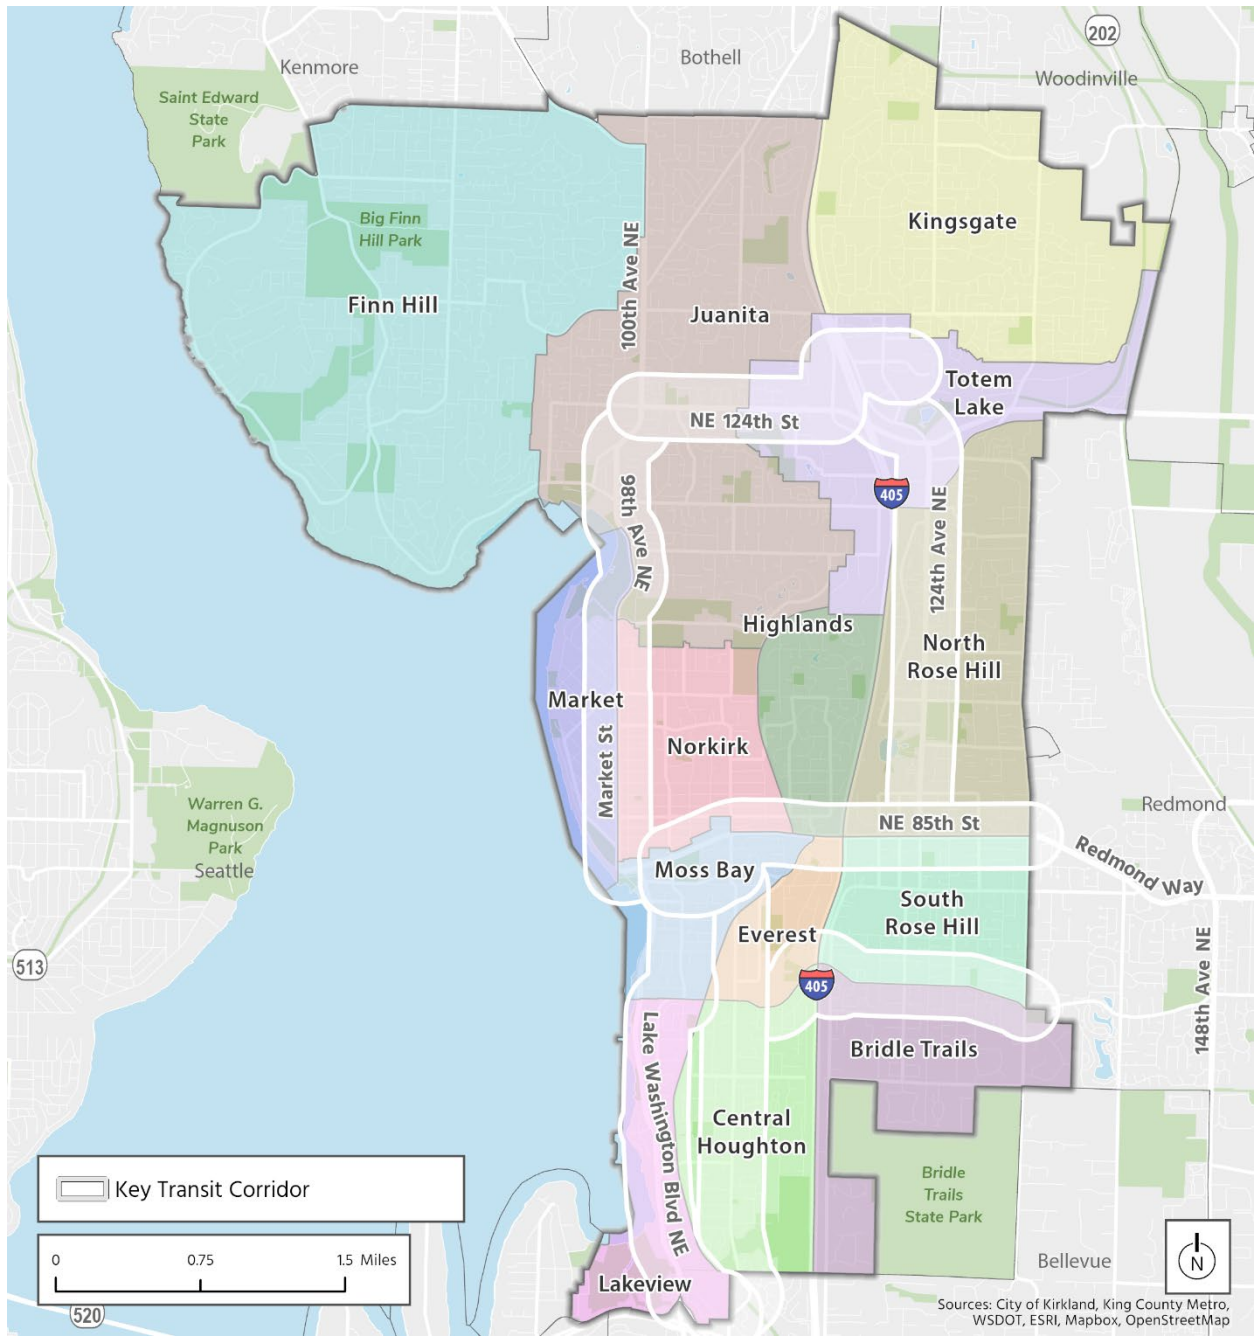 202
Bothell
Kenmore
Woodinville
Saint Edward
State
Park
Big Finn
Hill Park
Kingsgate
100th Ave NE
Finn Hill
Juanita
Totem
Lake
NE 124th St
405
98th Ave NE
124th Ave NE
Highlands
North
Rose Hill
Market
Market St
Norkirk
Warren G.
Magnuson
Park
Seattle
Redmond
NE 85th St
Redmond Way
Moss Bay
South
Rose Hill
Everest
513
405
148th Ave NE
Lake Washington Blvd NE
Bridle Trails
Central
Houghton
Bridle
Trails
State Park
Key Transit Corridor
0 0.75 1.5 Miles
Bellevue
N
Lakeview
520
Sources: City of Kirkland, King County Metro,
WSDOT, ESRI, Mapbox, OpenStreetMap